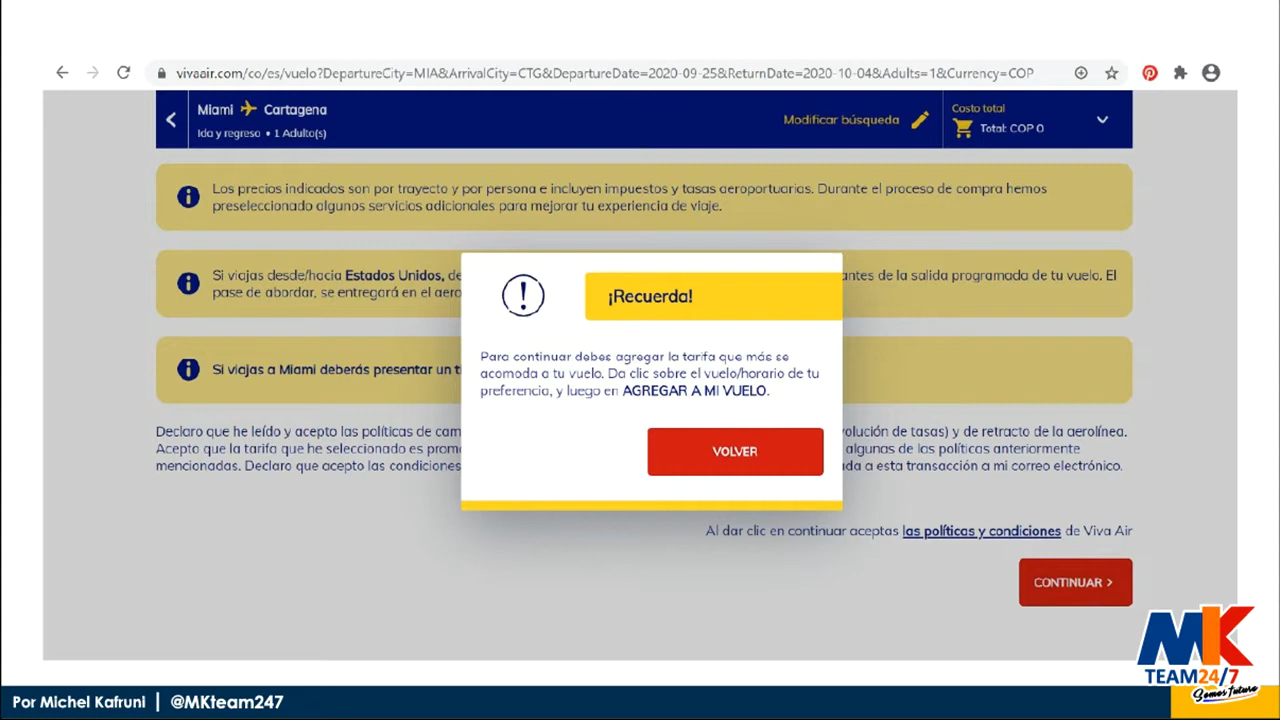 vivaair.com/co/es/vuelo?DepartureCity=MIA&ArrivalCity=CTG&DepartureDate=2020-09-25&ReturnDate=2020-10-04&Adults=1&Currency=COP
Miami Cartagena
Ida y regreso • 1 Adulto(s)
Modificar búsqueda
Costo total
Total: COP 0
Los precios indicados son por trayecto y por persona e incluyen impuestos y tasas aeroportuarias. Durante el proceso de compra hemos
preseleccionado algunos servicios adicionales para mejorar tu experiencia de viaje.
Si viajas desde/hacia Estados Unidos, de antes de la salida programada de tu vuelo. El
pase de abordar, se entregará en el aero
Si viajas a Miami deberás presentar un t
¡Recuerda!
Para continuar debes agregar la tarifa que más se
acomoda a tu vuelo. Da clic sobre el vuelo/horario de tu
preferencia, y luego en AGREGAR A MI VUELO.
VOLVER
Declaro que he leído y acepto las políticas de cam olución de tasas) y de retracto de la aerolínea.
Acepto que la tarifa que he seleccionado es promo algunas de las políticas anteriormente
mencionadas. Declaro que acepto las condiciones da a esta transacción a mi correo electrónico.
Al dar clic en continuar aceptas las políticas y condiciones de Viva Air
CONTINUAR >
MK
TEAM24/7
Somos futuro
Por Michel Kafruni | @MKteam247